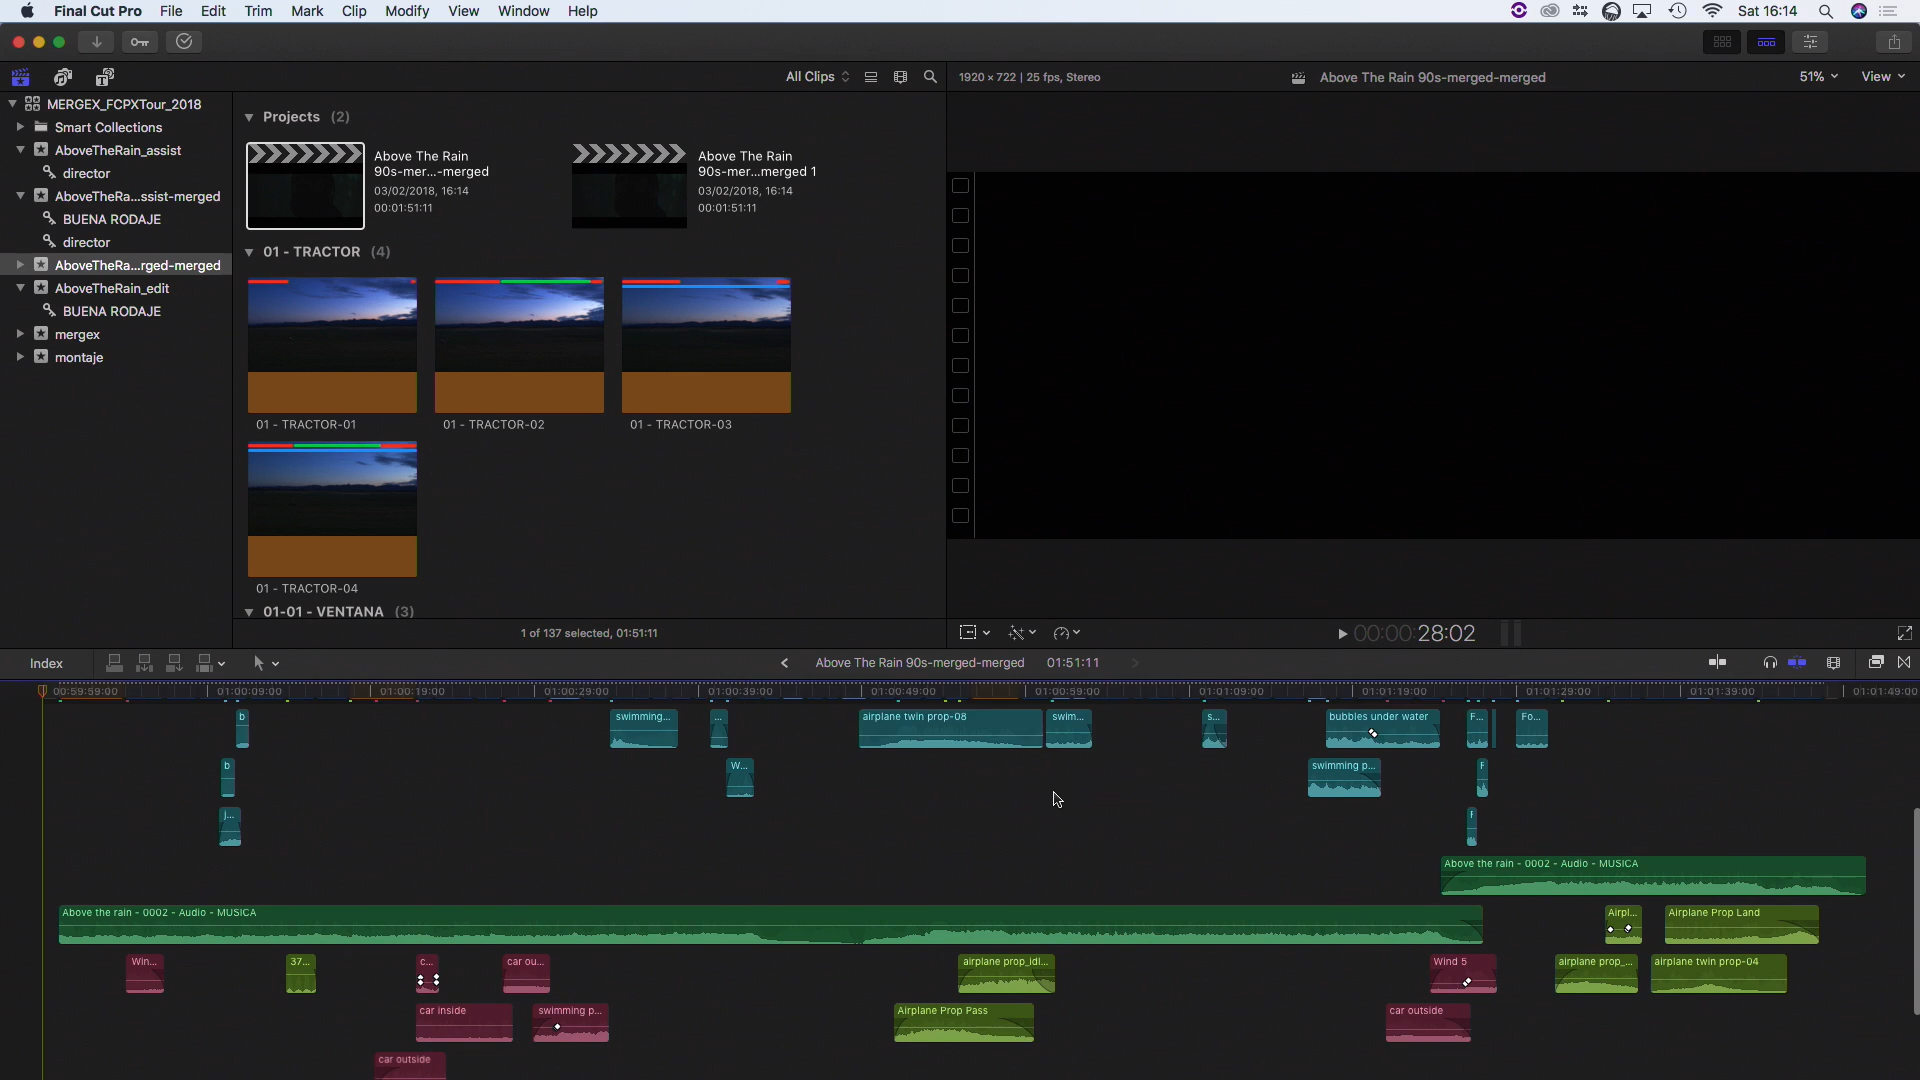 Final Cut Pro File Edit Trim Mark Clip Modify View Window Help Sat 16:14
All Clips 1920 × 722 | 25 fps, Stereo Above The Rain 90s-merged-merged 51% View
MERGEX_FCPXTour_2018
Smart Collections
AboveTheRain_assist
director
AboveTheRa...ssist-merged
BUENA RODAJE
director
AboveTheRa...rged-merged
AboveTheRain_edit
BUENA RODAJE
mergex
montaje
Projects (2)
Above The Rain
90s-mer...-merged
03/02/2018, 16:14
00:01:51:11
Above The Rain
90s-mer...merged 1
03/02/2018, 16:14
00:01:51:11
01 - TRACTOR (4)
01 - TRACTOR-01
01 - TRACTOR-02
01 - TRACTOR-03
01 - TRACTOR-04
01-01 - VENTANA (3)
1 of 137 selected, 01:51:11
00:00:28:02
Index Above The Rain 90s-merged-merged 01:51:11
00:59:59:00 01:00:09:00 01:00:19:00 01:00:29:00 01:00:39:00 01:00:49:00 01:00:59:00 01:01:09:00 01:01:19:00 01:01:29:00 01:01:39:00 01:01:49:00
b swimming... ... airplane twin prop-08 swim... s... bubbles under water F... Fo...
b W... swimming p... F
j... F
Above the rain - 0002 - Audio - MUSICA
Above the rain - 0002 - Audio - MUSICA Airpl... Airplane Prop Land
Win... 37... c... car ou... airplane prop_idl... Wind 5 airplane prop_... airplane twin prop-04
car inside swimming p... Airplane Prop Pass car outside
car outside